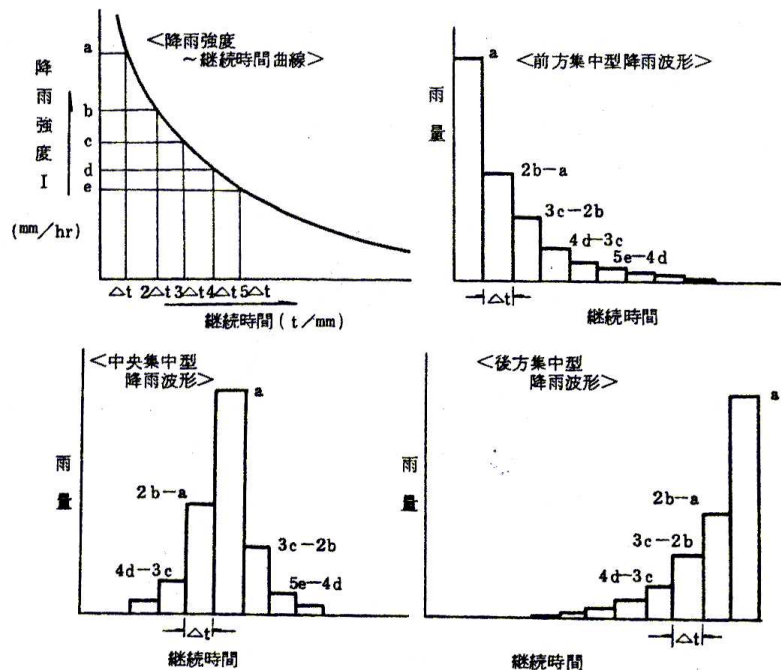 <降雨強度
~継続時間曲線>
降雨強度 I
(mm/hr)
a
b
c
d
e
△t 2△t 3△t 4△t 5△t
継続時間(t/mm)
<前方集中型降雨波形>
雨量
a
2b-a
3c-2b
4d-3c
5e-4d
△t
継続時間
<中央集中型
降雨波形>
雨量
a
2b-a
3c-2b
4d-3c
5e-4d
△t
継続時間
<後方集中型
降雨波形>
雨量
a
2b-a
3c-2b
4d-3c
△t
継続時間